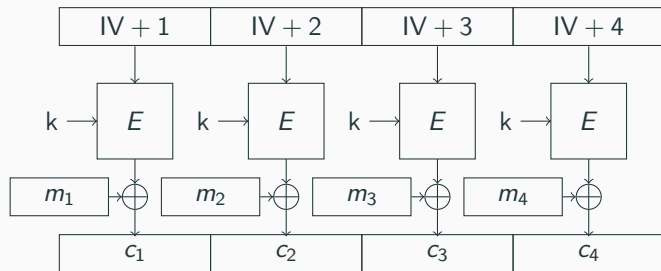 IV + 1 IV + 2 IV + 3 IV + 4
k E k E k E k E
m₁ m₂ m₃ m₄
c₁ c₂ c₃ c₄